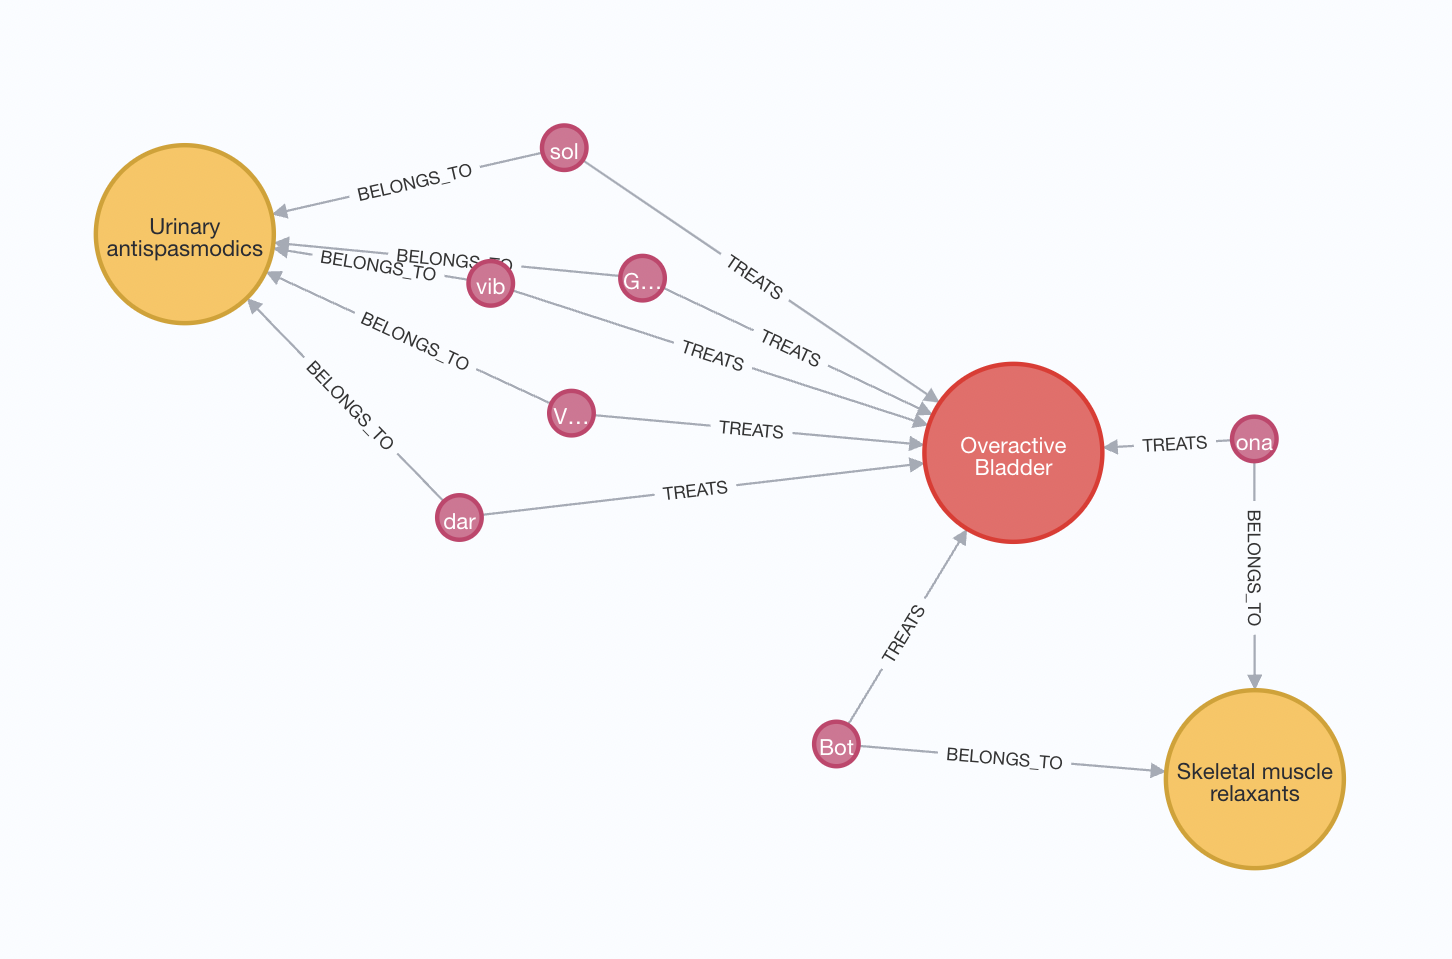 sol
BELONGS_TO
Urinary
antispasmodics
BELONGS_TO
BELONGS_TO
vib
G...
TREATS
BELONGS_TO
TREATS
TREATS
BELONGS_TO
V...
TREATS
Overactive
Bladder
TREATS
ona
dar
TREATS
BELONGS_TO
TREATS
Bot
BELONGS_TO
Skeletal muscle
relaxants